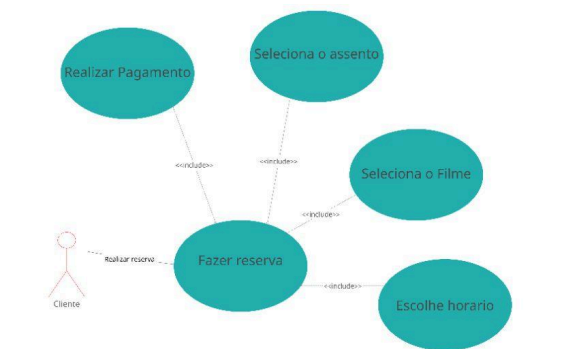 Seleciona o assento
Realizar Pagamento
<<include>>
<<include>>
Seleciona o Filme
<<include>>
Realizar reserva
Fazer reserva
<<include>>
Cliente
Escolhe horario